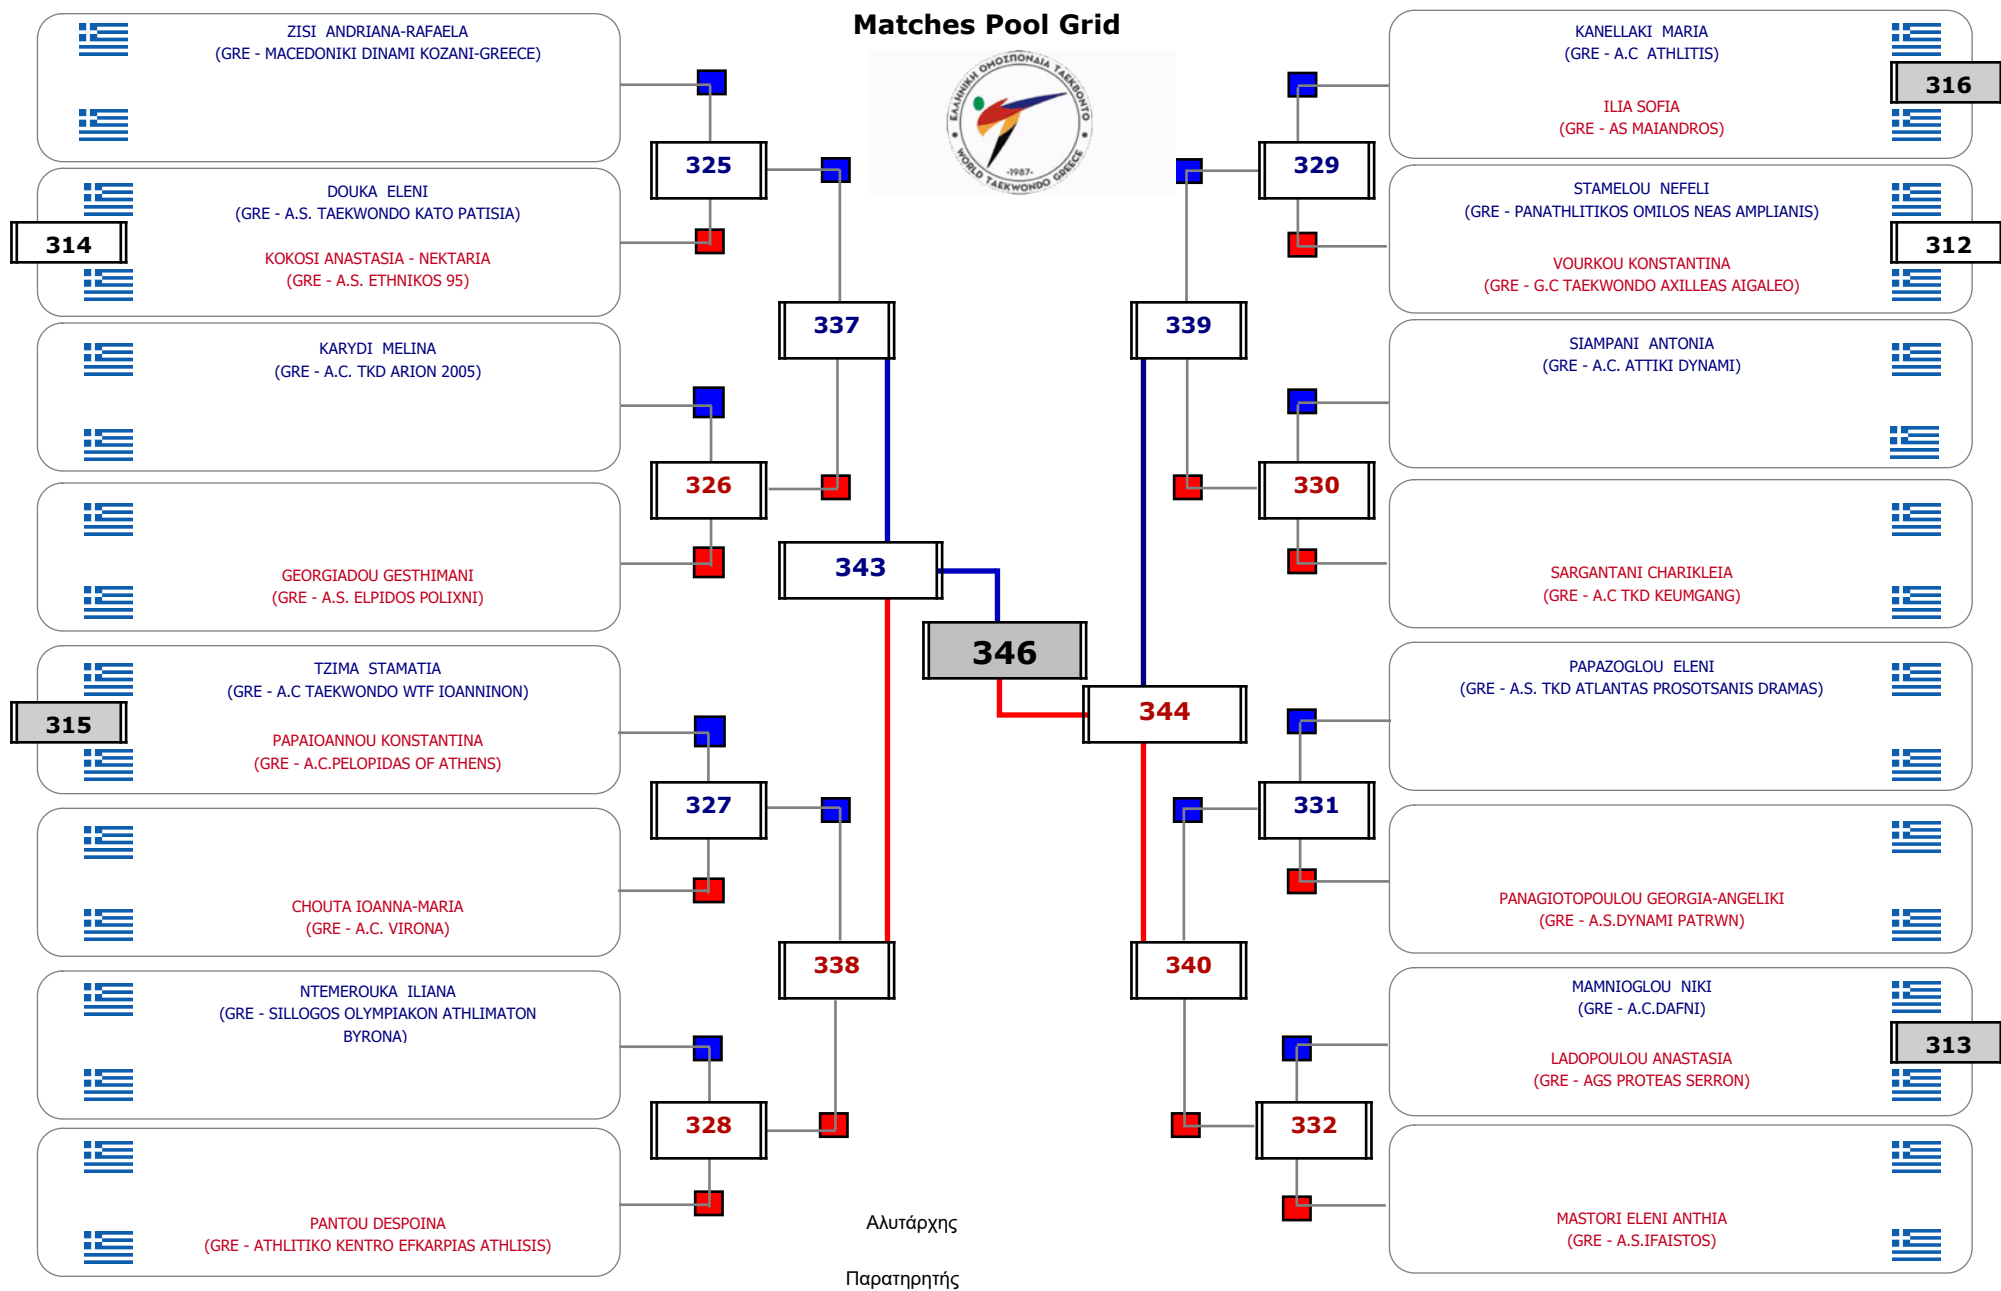 Matches Pool Grid
ΕΛΛΗΝΙΚΗ ΟΜΟΣΠΟΝΔΙΑ ΤΑΕΚΒΟΝΤΟ
-1987-
WORLD TAEKWONDO GREECE
ZISI ANDRIANA-RAFAELA
(GRE - MACEDONIKI DINAMI KOZANI-GREECE)
DOUKA ELENI
(GRE - A.S. TAEKWONDO KATO PATISIA)
314
KOKOSI ANASTASIA - NEKTARIA
(GRE - A.S. ETHNIKOS 95)
KARYDI MELINA
(GRE - A.C. TKD ARION 2005)
GEORGIADOU GESTHIMANI
(GRE - A.S. ELPIDOS POLIXNI)
TZIMA STAMATIA
(GRE - A.C TAEKWONDO WTF IOANNINON)
315
PAPAIOANNOU KONSTANTINA
(GRE - A.C.PELOPIDAS OF ATHENS)
CHOUTA IOANNA-MARIA
(GRE - A.C. VIRONA)
NTEMEROUKA ILIANA
(GRE - SILLOGOS OLYMPIAKON ATHLIMATON
BYRONA)
PANTOU DESPOINA
(GRE - ATHLITIKO KENTRO EFKARPIAS ATHLISIS)
325
326
327
328
337
338
343
346
344
339
340
329
330
331
332
KANELLAKI MARIA
(GRE - A.C ATHLITIS)
316
ILIA SOFIA
(GRE - AS MAIANDROS)
STAMELOU NEFELI
(GRE - PANATHLITIKOS OMILOS NEAS AMPLIANIS)
312
VOURKOU KONSTANTINA
(GRE - G.C TAEKWONDO AXILLEAS AIGALEO)
SIAMPANI ANTONIA
(GRE - A.C. ATTIKI DYNAMI)
SARGANTANI CHARIKLEIA
(GRE - A.C TKD KEUMGANG)
PAPAZOGLOU ELENI
(GRE - A.S. TKD ATLANTAS PROSOTSANIS DRAMAS)
PANAGIOTOPOULOU GEORGIA-ANGELIKI
(GRE - A.S.DYNAMI PATRWN)
MAMNIOGLOU NIKI
(GRE - A.C.DAFNI)
313
LADOPOULOU ANASTASIA
(GRE - AGS PROTEAS SERRON)
MASTORI ELENI ANTHIA
(GRE - A.S.IFAISTOS)
Αλυτάρχης
Παρατηρητής